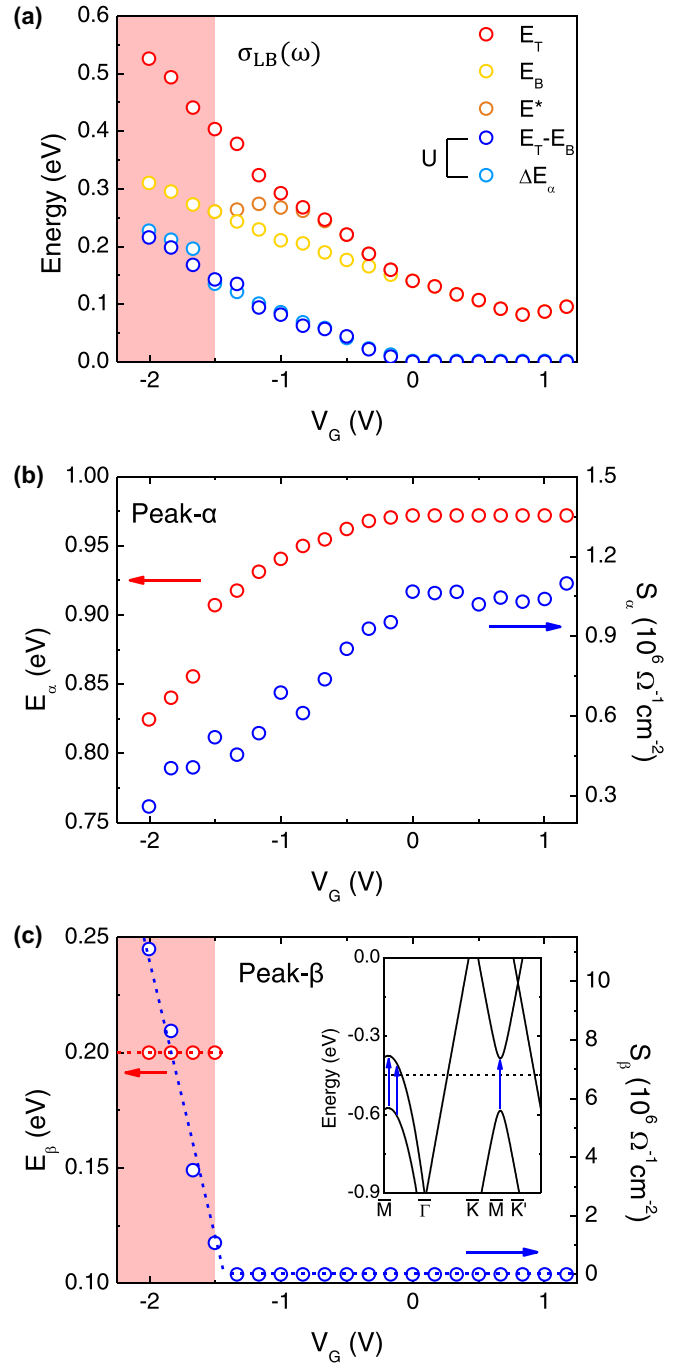 (a)
0.6
0.5
0.4
0.3
0.2
0.1
0.0
Energy (eV)
σLB(ω)
ET
EB
E*
U
ET-EB
ΔEα
-2
-1
0
1
VG (V)
(b)
1.00
0.95
0.90
0.85
0.80
0.75
Eα (eV)
Peak-α
1.5
1.2
0.9
0.6
0.3
Sα (10⁶ Ω⁻¹cm⁻²)
-2
-1
0
1
VG (V)
(c)
0.25
0.20
0.15
0.10
Eβ (eV)
Peak-β
0.0
-0.3
-0.6
-0.9
Energy (eV)
M̅ Γ̅ K̅ M̅ K̅'
10
8
6
4
2
0
Sβ (10⁶ Ω⁻¹cm⁻²)
-2
-1
0
1
VG (V)